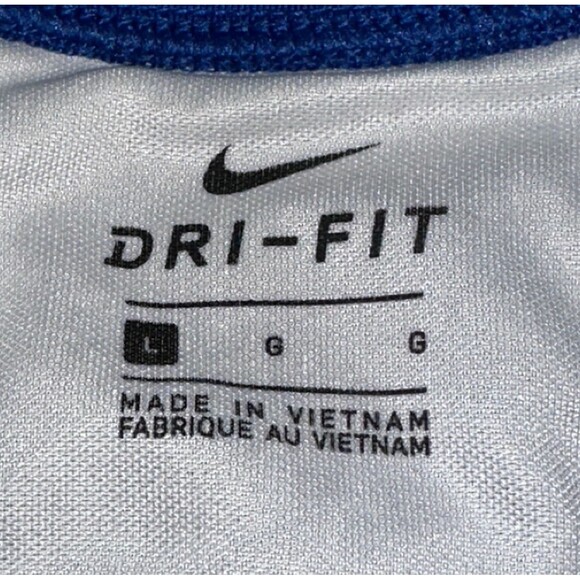 DRI-FIT
L G G
MADE IN VIETNAM
FABRIQUE AU VIETNAM